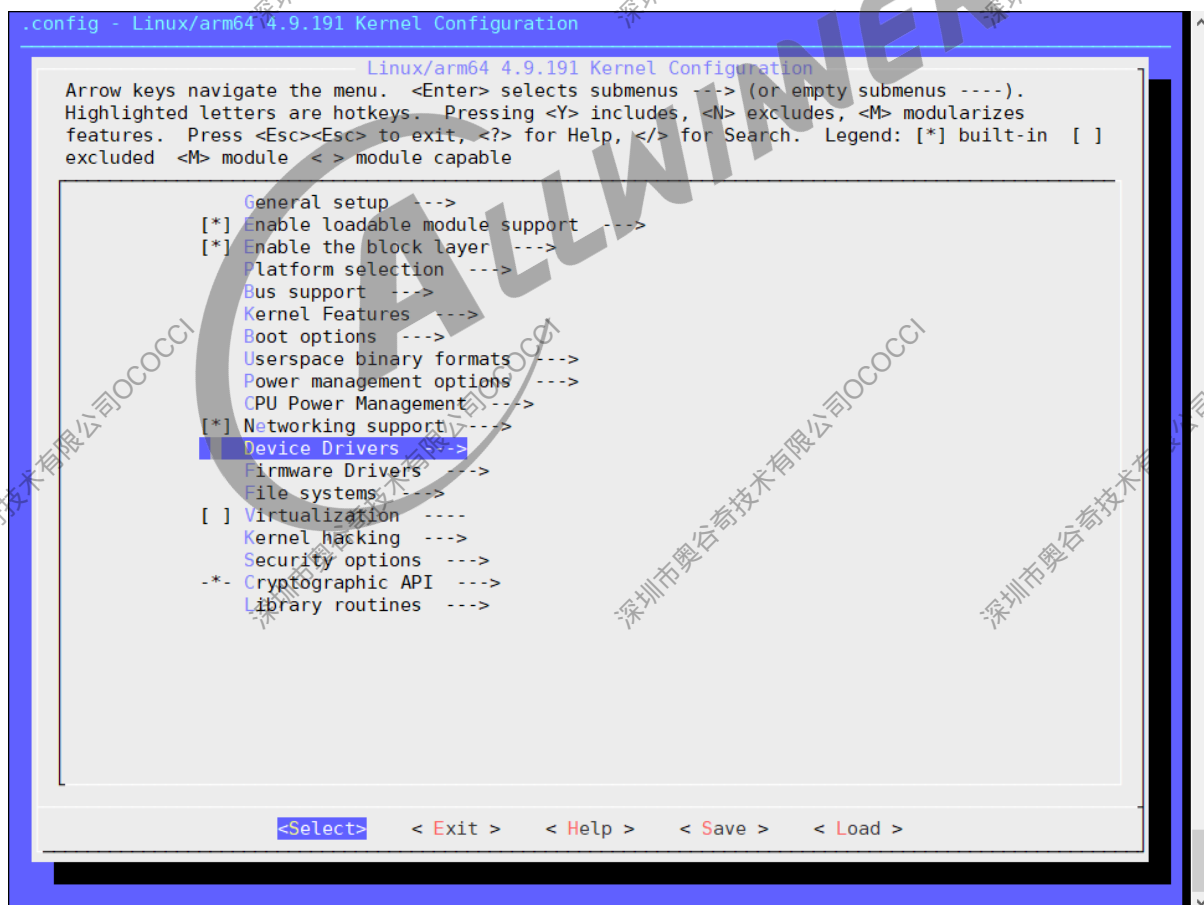 .config - Linux/arm64 4.9.191 Kernel Configuration
Linux/arm64 4.9.191 Kernel Configuration
Arrow keys navigate the menu.  <Enter> selects submenus ---> (or empty submenus ----).
Highlighted letters are hotkeys.  Pressing <Y> includes, <N> excludes, <M> modularizes
features.  Press <Esc><Esc> to exit, <?> for Help, </> for Search.  Legend: [*] built-in  [ ]
excluded  <M> module  < > module capable
General setup  --->
[*] Enable loadable module support  --->
[*] Enable the block layer  --->
Platform selection  --->
Bus support  --->
Kernel Features  --->
Boot options  --->
Userspace binary formats  --->
Power management options  --->
CPU Power Management  --->
[*] Networking support  --->
Device Drivers  --->
Firmware Drivers  --->
File systems  --->
[ ] Virtualization  ----
Kernel hacking  --->
Security options  --->
-*- Cryptographic API  --->
Library routines  --->
<Select>    < Exit >    < Help >    < Save >    < Load >
ALLWINNER
深圳市奥谷奇技术有限公司OCOCCI
深圳市奥谷奇技术有限公司OCOCCI
深圳市奥谷奇技术有限公司OCOCCI